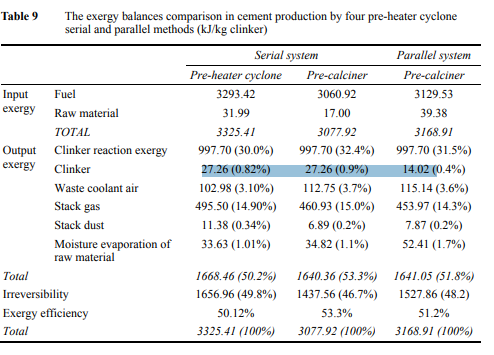 Table 9 The exergy balances comparison in cement production by four pre-heater cyclone
serial and parallel methods (kJ/kg clinker)
Serial system Parallel system
Pre-heater cyclone Pre-calciner Pre-calciner
Input Fuel 3293.42 3060.92 3129.53
exergy Raw material 31.99 17.00 39.38
TOTAL 3325.41 3077.92 3168.91
Output Clinker reaction exergy 997.70 (30.0%) 997.70 (32.4%) 997.70 (31.5%)
exergy Clinker 27.26 (0.82%) 27.26 (0.9%) 14.02 (0.4%)
Waste coolant air 102.98 (3.10%) 112.75 (3.7%) 115.14 (3.6%)
Stack gas 495.50 (14.90%) 460.93 (15.0%) 453.97 (14.3%)
Stack dust 11.38 (0.34%) 6.89 (0.2%) 7.87 (0.2%)
Moisture evaporation of 33.63 (1.01%) 34.82 (1.1%) 52.41 (1.7%)
raw material
Total 1668.46 (50.2%) 1640.36 (53.3%) 1641.05 (51.8%)
Irreversibility 1656.96 (49.8%) 1437.56 (46.7%) 1527.86 (48.2)
Exergy efficiency 50.12% 53.3% 51.2%
Total 3325.41 (100%) 3077.92 (100%) 3168.91 (100%)